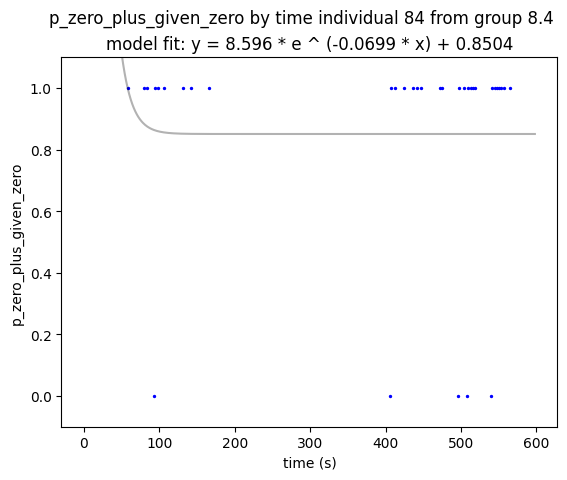 p_zero_plus_given_zero by time individual 84 from group 8.4
model fit: y = 8.596 * e ^ (-0.0699 * x) + 0.8504
p_zero_plus_given_zero
1.0
0.8
0.6
0.4
0.2
0.0
0 100 200 300 400 500 600
time (s)